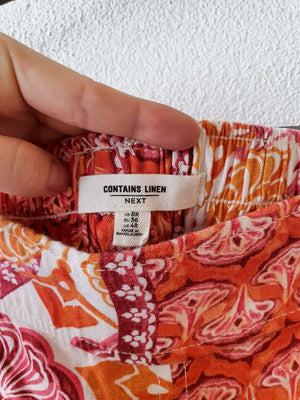 CONTAINS LINEN
NEXT
UK 8R
EU 36
US 4R
MADE IN
BANGLADESH